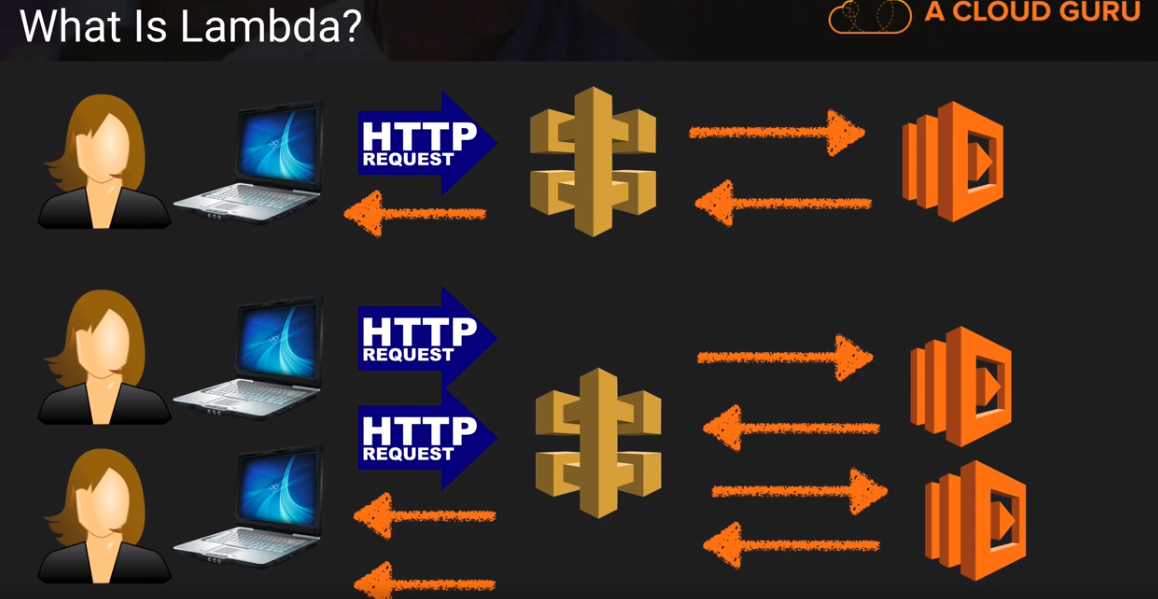 What Is Lambda?
A CLOUD GURU
HTTP
REQUEST
HTTP
REQUEST
HTTP
REQUEST